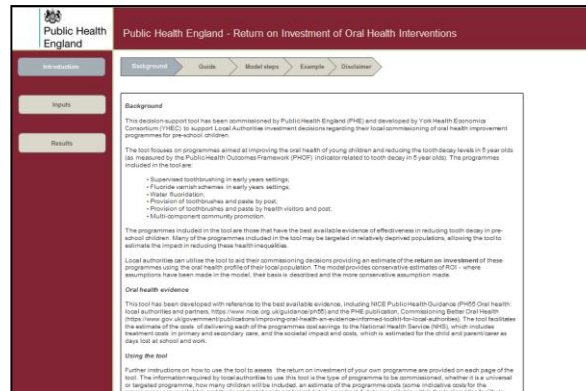 Public Health
England
Public Health England - Return on Investment of Oral Health Interventions
Introduction
Background
Guide
Model steps
Example
Disclaimer
Inputs
Results
Background
This decision-support tool has been commissioned by Public Health England (PHE) and developed by York Health Economics
Consortium (YHEC) to support Local Authorities investment decisions regarding their local commissioning of oral health improvement
programmes for pre-school children.
The tool focuses on programmes aimed at improving the oral health of young children and reducing the tooth decay levels in 5 year olds
(as measured by the Public Health Outcomes Framework (PHOF) indicator related to tooth decay in 5 year olds). The programmes
included in the tool are:
- Supervised toothbrushing in early years settings;
- Fluoride varnish schemes in early years settings;
- Water fluoridation;
- Provision of toothbrushes and paste by post;
- Provision of toothbrushes and paste by health visitors and post;
- Multi-component community promotion.
The programmes included in the tool are those that have the best available evidence of effectiveness in reducing tooth decay in pre-
school children. Many of the programmes included in the tool may be targeted in relatively deprived populations, allowing the tool to
estimate the impact in reducing these health inequalities.
Local authorities can utilise the tool to aid their commissioning decisions providing an estimate of the return on investment of these
programmes using the oral health profile of their local population. The model provides conservative estimates of ROI - where
assumptions have been made in the model, their basis is described and the more conservative assumption made.
Oral health evidence
This tool has been developed with reference to the best available evidence, including NICE Public Health Guidance (PH55 Oral health:
local authorities and partners, https://www.nice.org.uk/guidance/ph55) and the PHE publication, Commissioning Better Oral Health
(https://www.gov.uk/government/publications/improving-oral-health-an-evidence-informed-toolkit-for-local-authorities). The tool facilitates
the estimate of the costs of delivering each of the programmes cost savings to the National Health Service (NHS), which includes
treatment costs in primary and secondary care, and the societal impact and costs, which is estimated for the child and parent/carer as
days lost at school and work.
Using the tool
Further instructions on how to use the tool to assess the return on investment of your own programme are provided on each page of the
tool. The information required by local authorities to use this tool is the type of programme to be commissioned, whether it is a universal
or targeted programme, how many children will be included, an estimate of the programme costs (some indicative costs for the